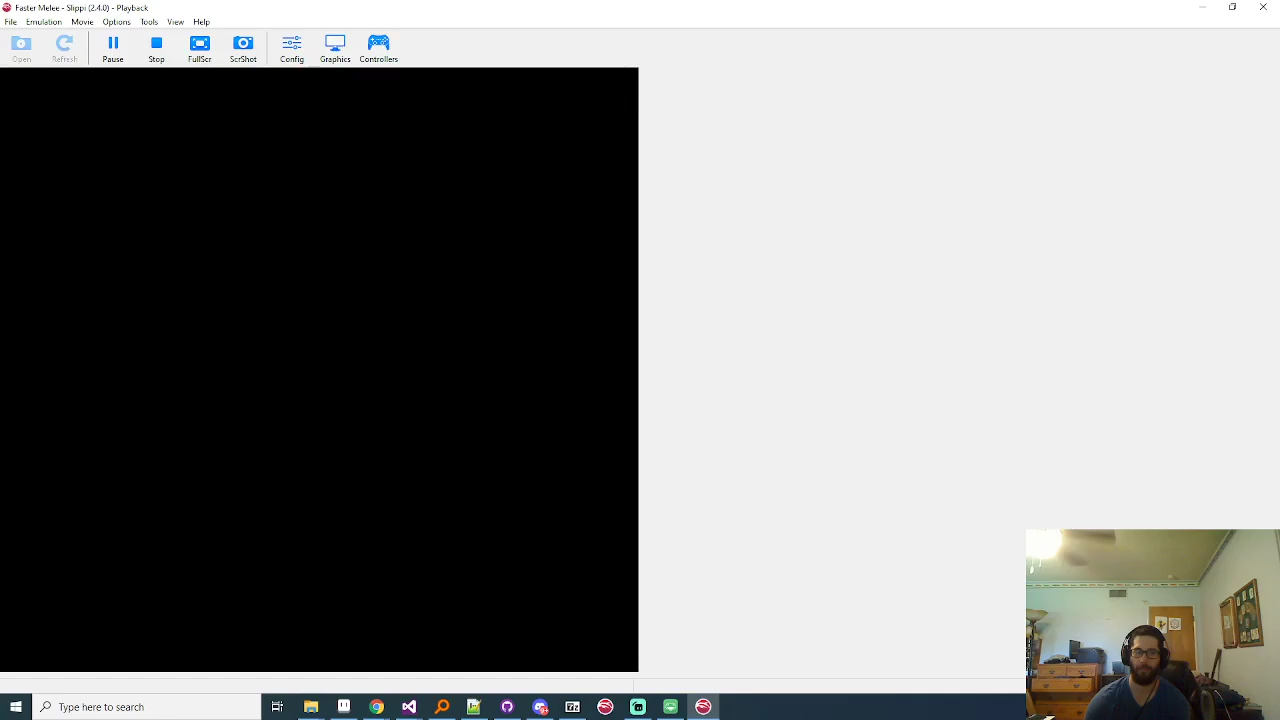 Faster Melee - Slippi (2.4.0) - Playback
File Emulation Movie Options Tools View Help
Open Refresh Pause Stop FullScr ScrShot Config Graphics Controllers
Type here to search